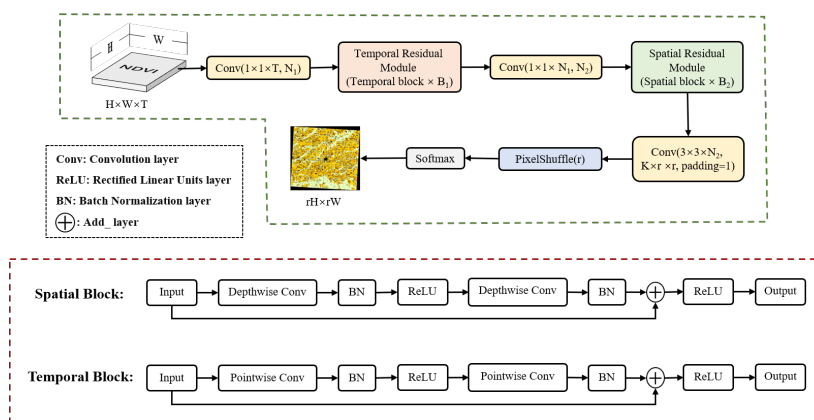 H
W
NDVI
H×W×T
Conv(1×1×T, N₁)
Temporal Residual
Module
(Temporal block × B₁)
Conv(1×1× N₁, N₂)
Spatial Residual
Module
(Spatial block × B₂)
Conv(3×3×N₂,
K×r ×r, padding=1)
PixelShuffle(r)
Softmax
rH×rW
Conv: Convolution layer
ReLU: Rectified Linear Units layer
BN: Batch Normalization layer
: Add_ layer
Spatial Block:
Input
Depthwise Conv
BN
ReLU
Depthwise Conv
BN
ReLU
Output
Temporal Block:
Input
Pointwise Conv
BN
ReLU
Pointwise Conv
BN
ReLU
Output